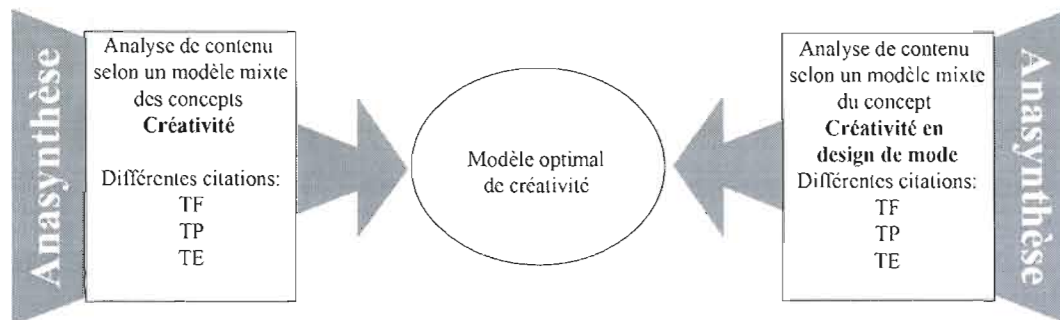 Anasynthèse
Analyse de contenu
selon un modèle mixte
des concepts
Créativité
Différentes citations:
TF
TP
TE
Modèle optimal
de créativité
Analyse de contenu
selon un modèle mixte
du concept
Créativité en
design de mode
Différentes citations:
TF
TP
TE
Anasynthèse